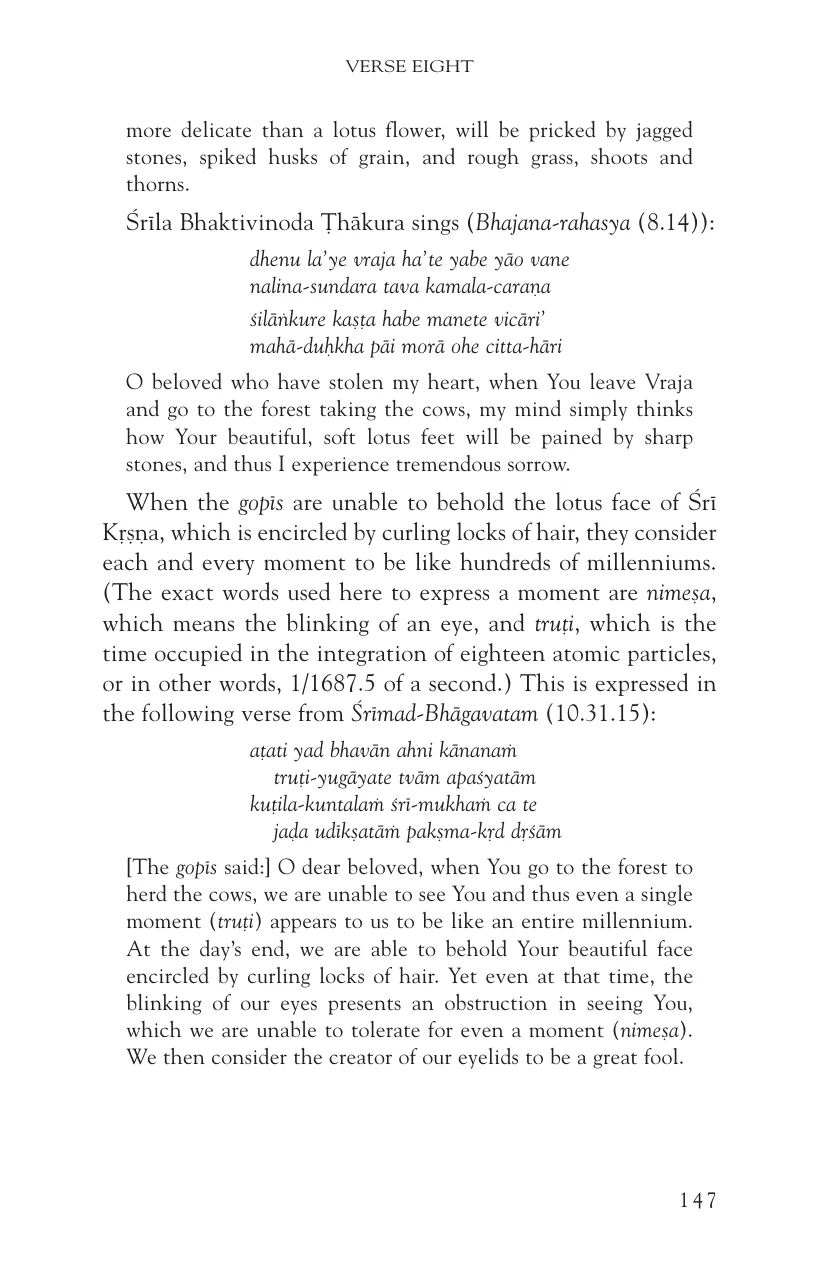 VERSE EIGHT
more delicate than a lotus flower, will be pricked by jagged
stones, spiked husks of grain, and rough grass, shoots and
thorns.
Śrīla Bhaktivinoda Ṭhākura sings (Bhajana-rahasya (8.14)):
dhenu la’ye vraja ha’te yabe yāo vane
nalina-sundara tava kamala-caraṇa
śilāṅkure kaṣṭa habe manete vicāri’
mahā-duḥkha pāi morā ohe citta-hāri
O beloved who have stolen my heart, when You leave Vraja
and go to the forest taking the cows, my mind simply thinks
how Your beautiful, soft lotus feet will be pained by sharp
stones, and thus I experience tremendous sorrow.
When the gopīs are unable to behold the lotus face of Śrī
Kṛṣṇa, which is encircled by curling locks of hair, they consider
each and every moment to be like hundreds of millenniums.
(The exact words used here to express a moment are nimeṣa,
which means the blinking of an eye, and truṭi, which is the
time occupied in the integration of eighteen atomic particles,
or in other words, 1/1687.5 of a second.) This is expressed in
the following verse from Śrīmad-Bhāgavatam (10.31.15):
aṭati yad bhavān ahni kānanaṁ
truṭi-yugāyate tvām apaśyatām
kuṭila-kuntalaṁ śrī-mukhaṁ ca te
jaḍa udīkṣatāṁ pakṣma-kṛd dṛśām
[The gopīs said:] O dear beloved, when You go to the forest to
herd the cows, we are unable to see You and thus even a single
moment (truṭi) appears to us to be like an entire millennium.
At the day’s end, we are able to behold Your beautiful face
encircled by curling locks of hair. Yet even at that time, the
blinking of our eyes presents an obstruction in seeing You,
which we are unable to tolerate for even a moment (nimeṣa).
We then consider the creator of our eyelids to be a great fool.
147